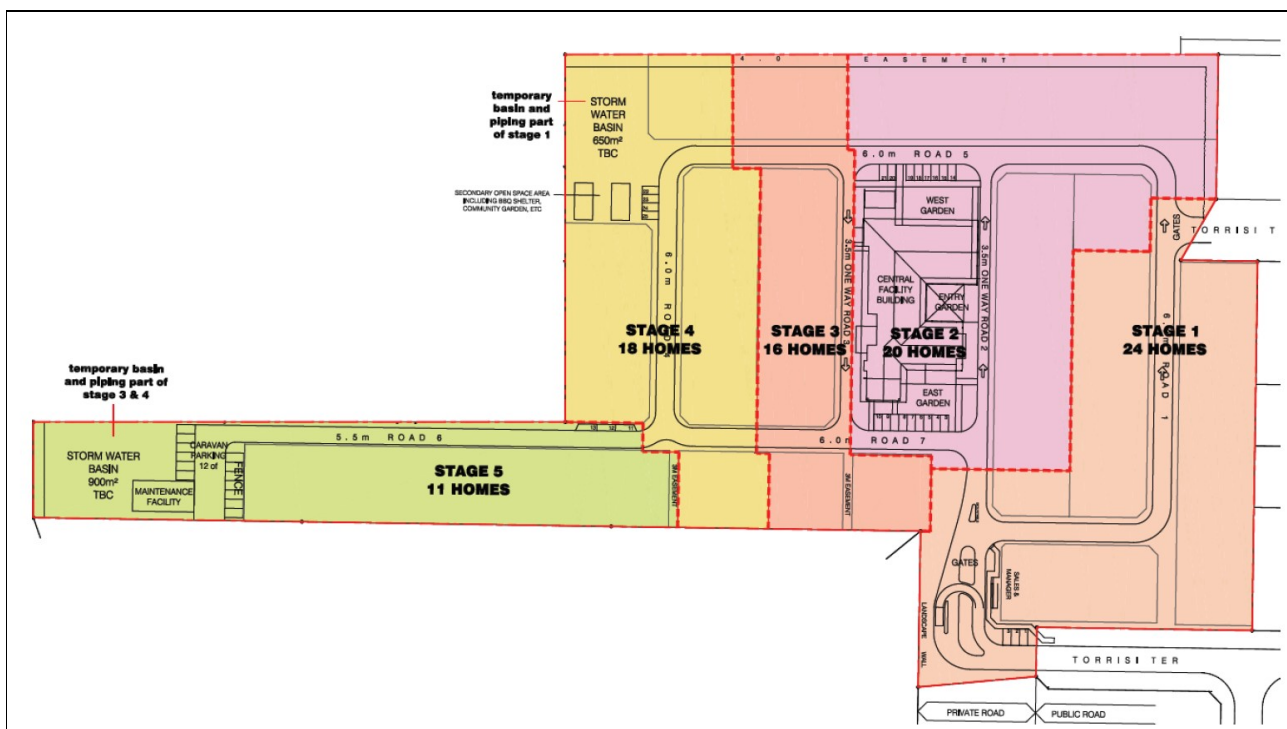 4 . 0 E A S E M E N T
temporary
basin and
piping part
of stage 1
STORM
WATER
BASIN
650m²
TBC
6.0m ROAD 5
SECONDARY OPEN SPACE AREA
INCLUDING BBQ SHELTER,
COMMUNITY GARDEN, ETC
WEST
GARDEN
GATES
TORRISI T
CENTRAL
FACILITY
BUILDING
ENTRY
GARDEN
3.5m ONE WAY ROAD 3
3.5m ONE WAY ROAD 2
STAGE 4
18 HOMES
STAGE 3
16 HOMES
STAGE 2
20 HOMES
STAGE 1
24 HOMES
ROAD 1
EAST
GARDEN
temporary basin
and piping part of
stage 3 & 4
5.5m ROAD 6
6.0m ROAD 7
STORM WATER
BASIN
900m²
TBC
CARAVAN
PARKING
12 of
FENCE
MAINTENANCE
FACILITY
STAGE 5
11 HOMES
3M EASEMENT
3M EASEMENT
GATES
SALES &
MANAGER
LANDSCAPE WALL
TORRISI TER
PRIVATE ROAD
PUBLIC ROAD